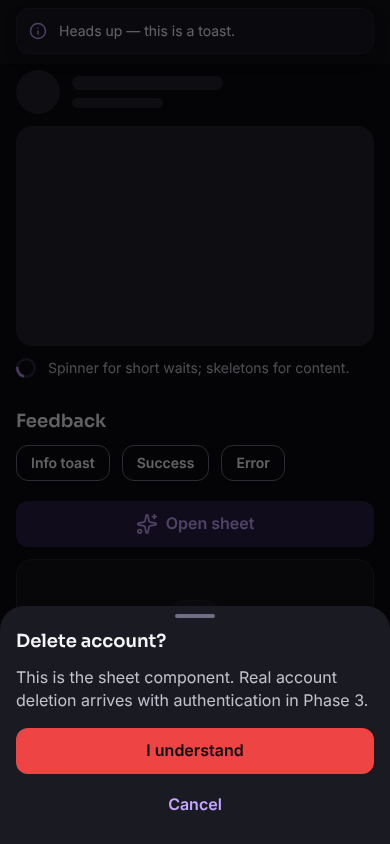 Heads up — this is a toast.
Spinner for short waits; skeletons for content.
Feedback
Info toast
Success
Error
Open sheet
Delete account?
This is the sheet component. Real account
deletion arrives with authentication in Phase 3.
I understand
Cancel